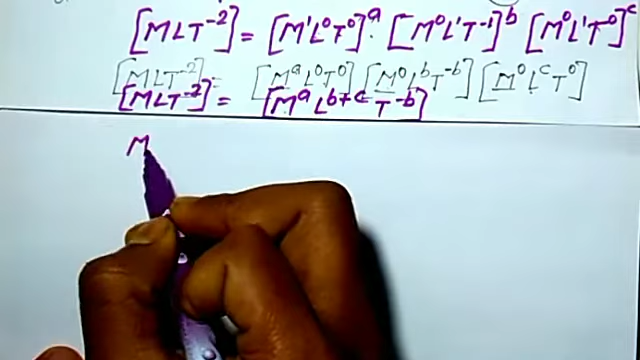 [MLT⁻²] = [M¹L⁰T⁰]ᵃ [M⁰L¹T⁻¹]ᵇ [M⁰L¹T⁰]ᶜ
[MLT⁻²] = [MᵃL⁰T⁰] [M⁰LᵇT⁻ᵇ] [M⁰LᶜT⁰]
[MLT⁻²] = [MᵃLᵇ⁺ᶜT⁻ᵇ]
M